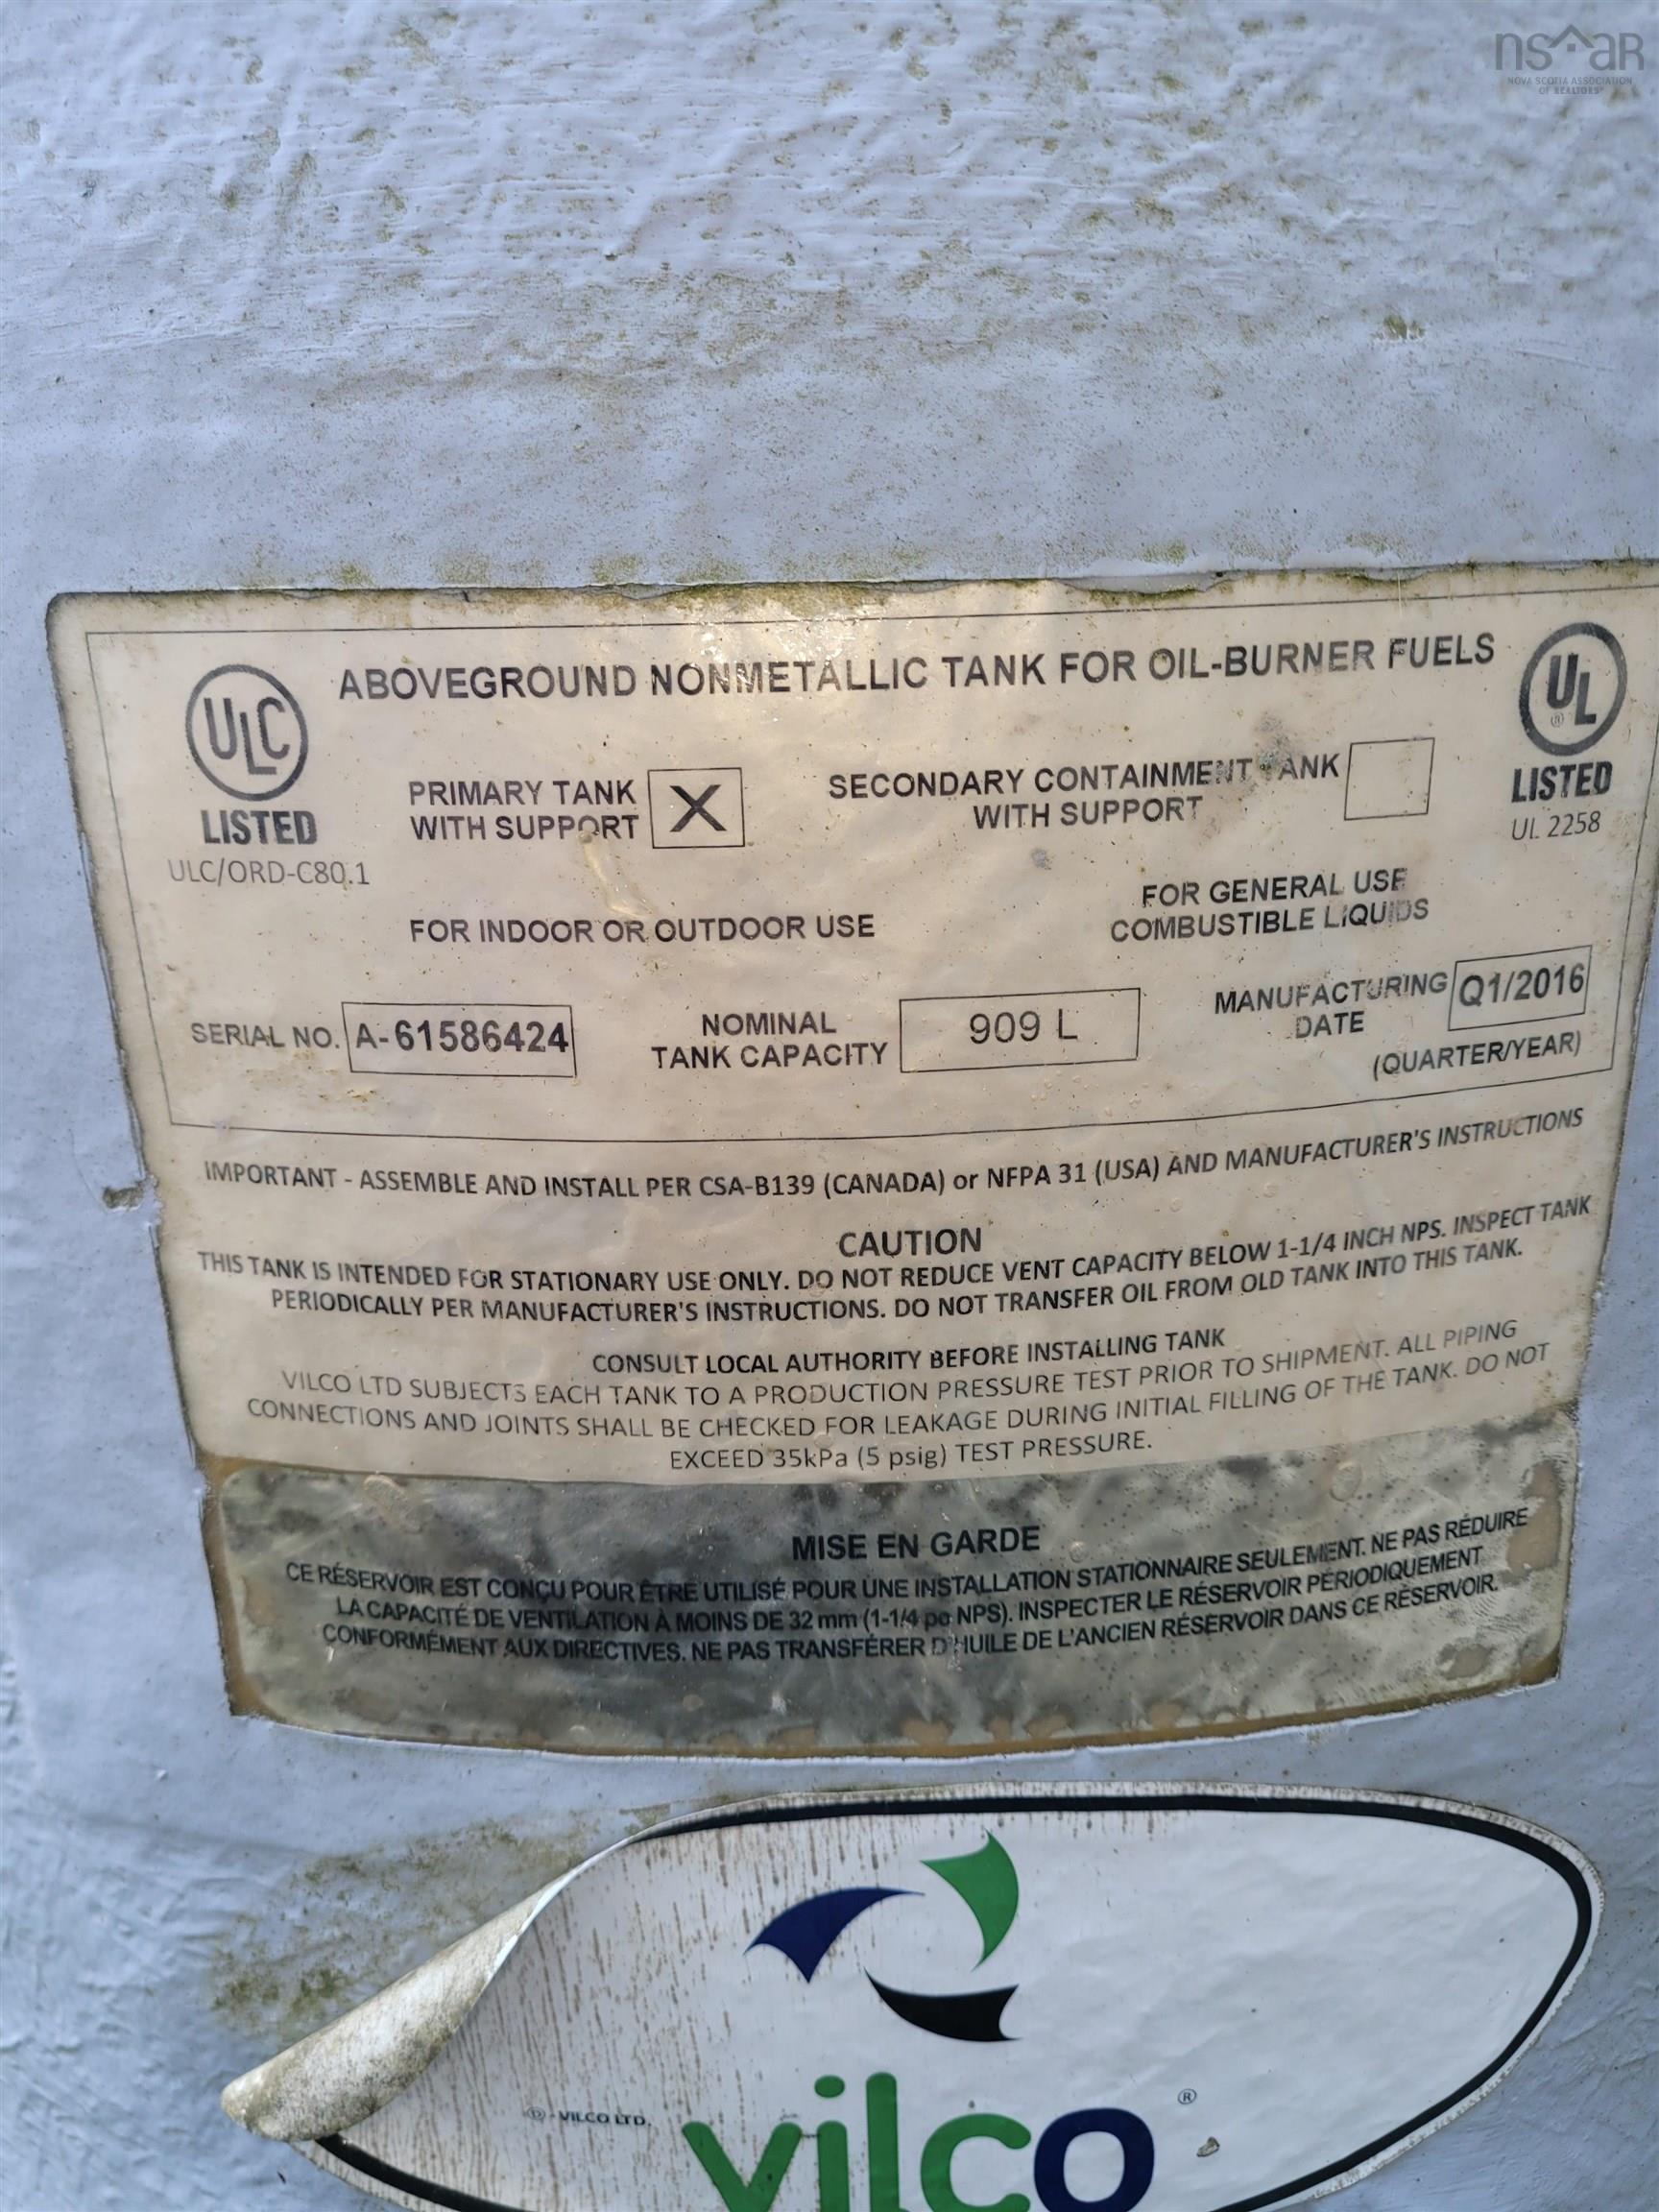 nsar
NOVA SCOTIA ASSOCIATION
OF REALTORS®
ABOVEGROUND NONMETALLIC TANK FOR OIL-BURNER FUELS
ULC
LISTED
ULC/ORD-C80.1
PRIMARY TANK
WITH SUPPORT
X
SECONDARY CONTAINMENT TANK
WITH SUPPORT
UL
®
LISTED
UL 2258
FOR INDOOR OR OUTDOOR USE
FOR GENERAL USE
COMBUSTIBLE LIQUIDS
SERIAL NO. A-61586424
NOMINAL
TANK CAPACITY
909 L
MANUFACTURING
DATE
Q1/2016
(QUARTER/YEAR)
IMPORTANT - ASSEMBLE AND INSTALL PER CSA-B139 (CANADA) or NFPA 31 (USA) AND MANUFACTURER'S INSTRUCTIONS
CAUTION
THIS TANK IS INTENDED FOR STATIONARY USE ONLY. DO NOT REDUCE VENT CAPACITY BELOW 1-1/4 INCH NPS. INSPECT TANK
PERIODICALLY PER MANUFACTURER'S INSTRUCTIONS. DO NOT TRANSFER OIL FROM OLD TANK INTO THIS TANK.
CONSULT LOCAL AUTHORITY BEFORE INSTALLING TANK
VILCO LTD SUBJECTS EACH TANK TO A PRODUCTION PRESSURE TEST PRIOR TO SHIPMENT. ALL PIPING
CONNECTIONS AND JOINTS SHALL BE CHECKED FOR LEAKAGE DURING INITIAL FILLING OF THE TANK. DO NOT
EXCEED 35kPa (5 psig) TEST PRESSURE.
MISE EN GARDE
CE RÉSERVOIR EST CONÇU POUR ÊTRE UTILISÉ POUR UNE INSTALLATION STATIONNAIRE SEULEMENT. NE PAS RÉDUIRE
LA CAPACITÉ DE VENTILATION À MOINS DE 32 mm (1-1/4 po NPS). INSPECTER LE RÉSERVOIR PÉRIODIQUEMENT
CONFORMÉMENT AUX DIRECTIVES. NE PAS TRANSFÉRER D'HUILE DE L'ANCIEN RÉSERVOIR DANS CE RÉSERVOIR.
® - VILCO LTD.
vilco ®